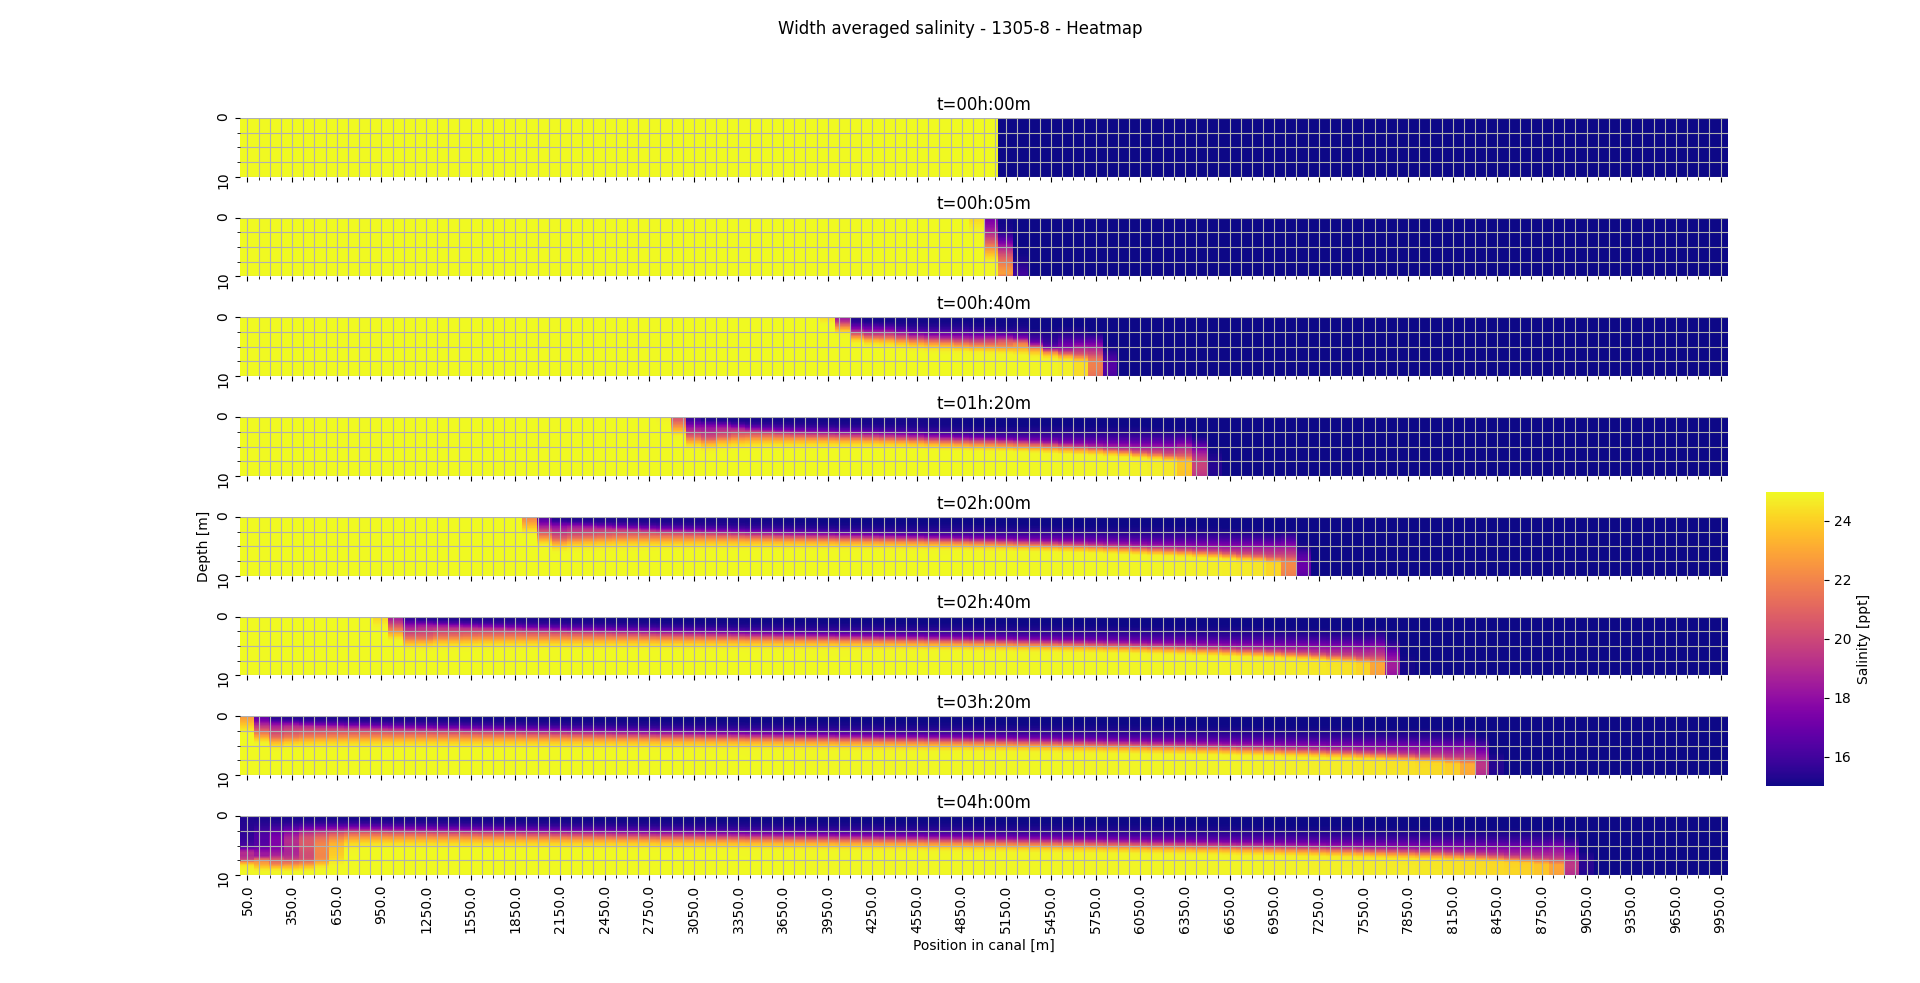 Width averaged salinity - 1305-8 - Heatmap
t=00h:00m
0
10
t=00h:05m
0
10
t=00h:40m
0
10
t=01h:20m
0
10
t=02h:00m
0
10
t=02h:40m
0
10
t=03h:20m
0
10
t=04h:00m
0
10
Depth [m]
50.0 350.0 650.0 950.0 1250.0 1550.0 1850.0 2150.0 2450.0 2750.0 3050.0 3350.0 3650.0 3950.0 4250.0 4550.0 4850.0 5150.0 5450.0 5750.0 6050.0 6350.0 6650.0 6950.0 7250.0 7550.0 7850.0 8150.0 8450.0 8750.0 9050.0 9350.0 9650.0 9950.0
Position in canal [m]
24
22
20
18
16
Salinity [ppt]